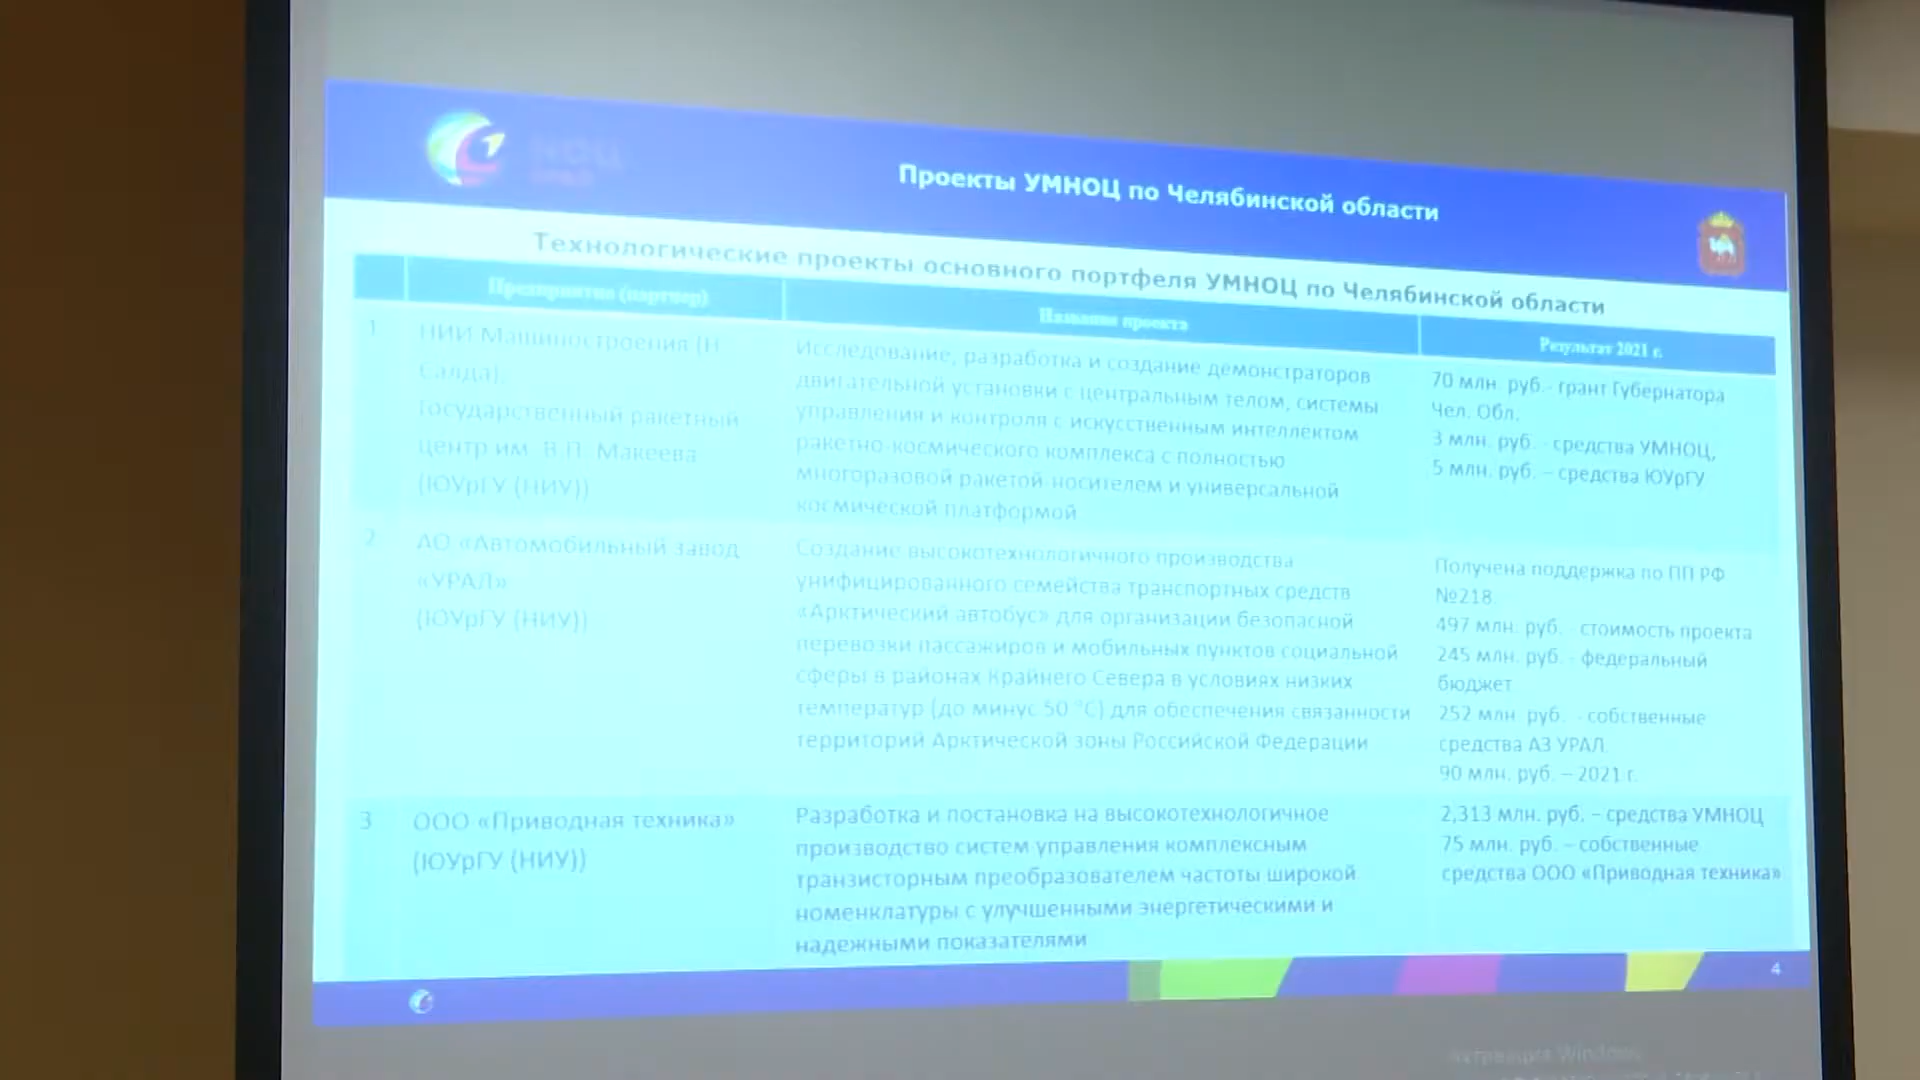 НОЦ
Проекты УМНОЦ по Челябинской области
Технологические проекты основного портфеля УМНОЦ по Челябинской области
Предприятие (партнер)
Название проекта
Результат 2021 г.
1
НИИ Машиностроения (Н.
Салда),
Государственный ракетный
центр им. В.П. Макеева
(ЮУрГУ (НИУ))
Исследование, разработка и создание демонстраторов
двигательной установки с центральным телом, системы
управления и контроля с искусственным интеллектом
ракетно-космического комплекса с полностью
многоразовой ракетой-носителем и универсальной
космической платформой
70 млн. руб.- грант Губернатора
Чел. Обл.
3 млн. руб. - средства УМНОЦ,
5 млн. руб. – средства ЮУрГУ
2
АО «Автомобильный завод
«УРАЛ»
(ЮУрГУ (НИУ))
Создание высокотехнологичного производства
унифицированного семейства транспортных средств
«Арктический автобус» для организации безопасной
перевозки пассажиров и мобильных пунктов социальной
сферы в районах Крайнего Севера в условиях низких
температур (до минус 50 °С) для обеспечения связанности
территорий Арктической зоны Российской Федерации
Получена поддержка по ПП РФ
№218.
497 млн. руб. - стоимость проекта
245 млн. руб. - федеральный
бюджет
252 млн. руб. - собственные
средства АЗ УРАЛ.
90 млн. руб. – 2021 г.
3
ООО «Приводная техника»
(ЮУрГУ (НИУ))
Разработка и постановка на высокотехнологичное
производство систем управления комплексным
транзисторным преобразователем частоты широкой
номенклатуры с улучшенными энергетическими и
надежными показателями
2,313 млн. руб. – средства УМНОЦ
75 млн. руб. – собственные
средства ООО «Приводная техника»
4
Активация Windows